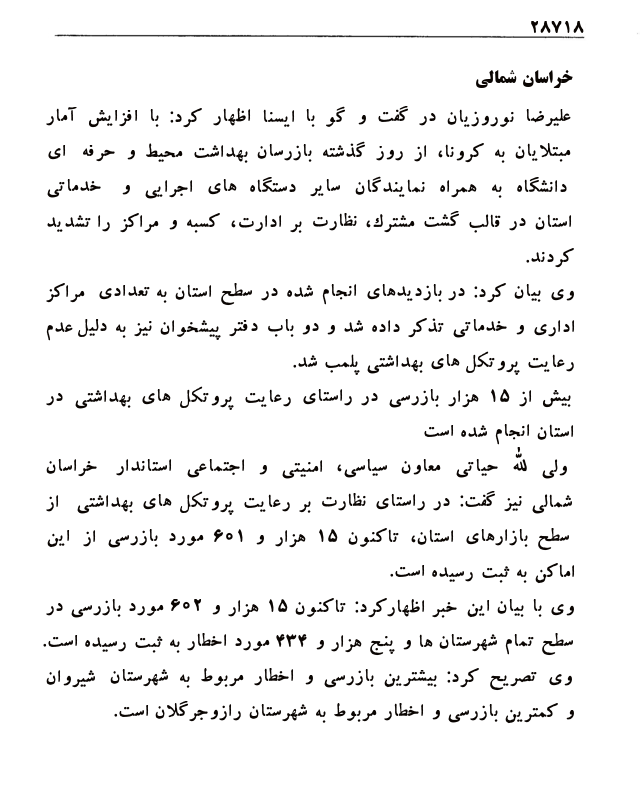 ۲۸۷۱۸
خراسان شمالی
علیرضا نوروزیان در گفت و گو با ایسنا اظهار کرد: با افزایش آمار
مبتلایان به کرونا، از روز گذشته بازرسان بهداشت محیط و حرفه ای
دانشگاه به همراه نمایندگان سایر دستگاه های اجرایی و خدماتی
استان در قالب گشت مشترك، نظارت بر ادارت، کسبه و مراکز را تشدید
کردند.
وی بیان کرد: در بازدیدهای انجام شده در سطح استان به تعدادی مراکز
اداری و خدماتی تذکر داده شد و دو باب دفتر پیشخوان نیز به دلیل عدم
رعایت پروتکل های بهداشتی پلمب شد.
بیش از ۱۵ هزار بازرسی در راستای رعایت پروتکل های بهداشتی در
استان انجام شده است
ولی لله حیاتی معاون سیاسی، امنیتی و اجتماعی استاندار خراسان
شمالی نیز گفت: در راستای نظارت بر رعایت پروتکل های بهداشتی از
سطح بازارهای استان، تاکنون ۱۵ هزار و ۶۰۱ مورد بازرسی از این
اماکن به ثبت رسیده است.
وی با بیان این خبر اظهارکرد: تاکنون ۱۵ هزار و ۶۰۲ مورد بازرسی در
سطح تمام شهرستان ها و پنج هزار و ۴۳۴ مورد اخطار به ثبت رسیده است.
وی تصریح کرد: بیشترین بازرسی و اخطار مربوط به شهرستان شیروان
و کمترین بازرسی و اخطار مربوط به شهرستان رازوجرگلان است.